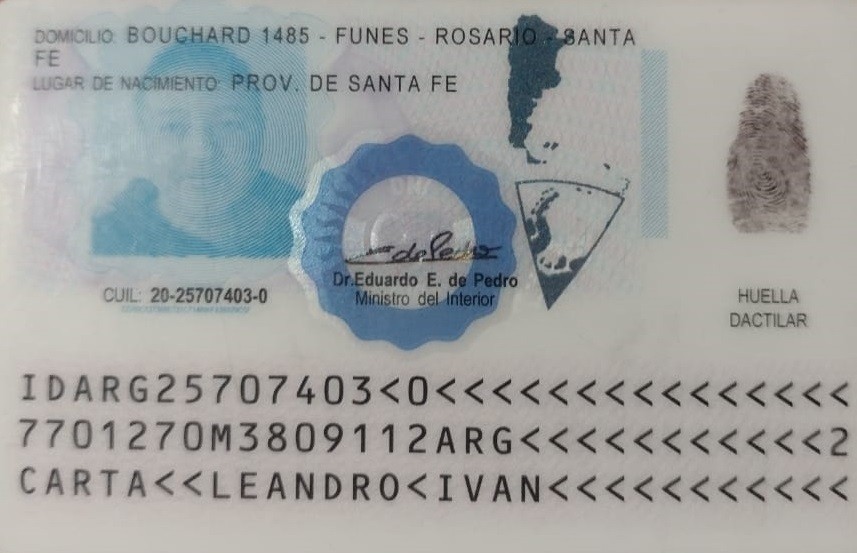 DOMICILIO: BOUCHARD 1485 - FUNES - ROSARIO - SANTA
FE
LUGAR DE NACIMIENTO: PROV. DE SANTA FE
Dr.Eduardo E. de Pedro
Ministro del Interior
CUIL: 20-25707403-0
HUELLA
DACTILAR
IDARG25707403<0<<<<<<<<<<<<<<<
7701270M3809112ARG<<<<<<<<<<<2
CARTA<<LEANDRO<IVAN<<<<<<<<<<<